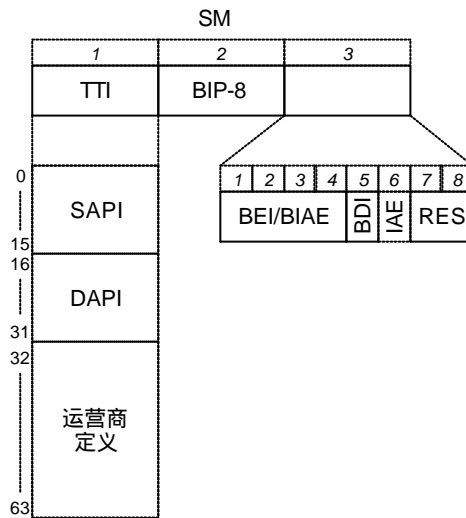 SM
1 2 3
TTI BIP-8
0
SAPI
15
16
DAPI
31
32
运营商
定义
63
1 2 3 4 5 6 7 8
BEI/BIAE BDI IAE RES